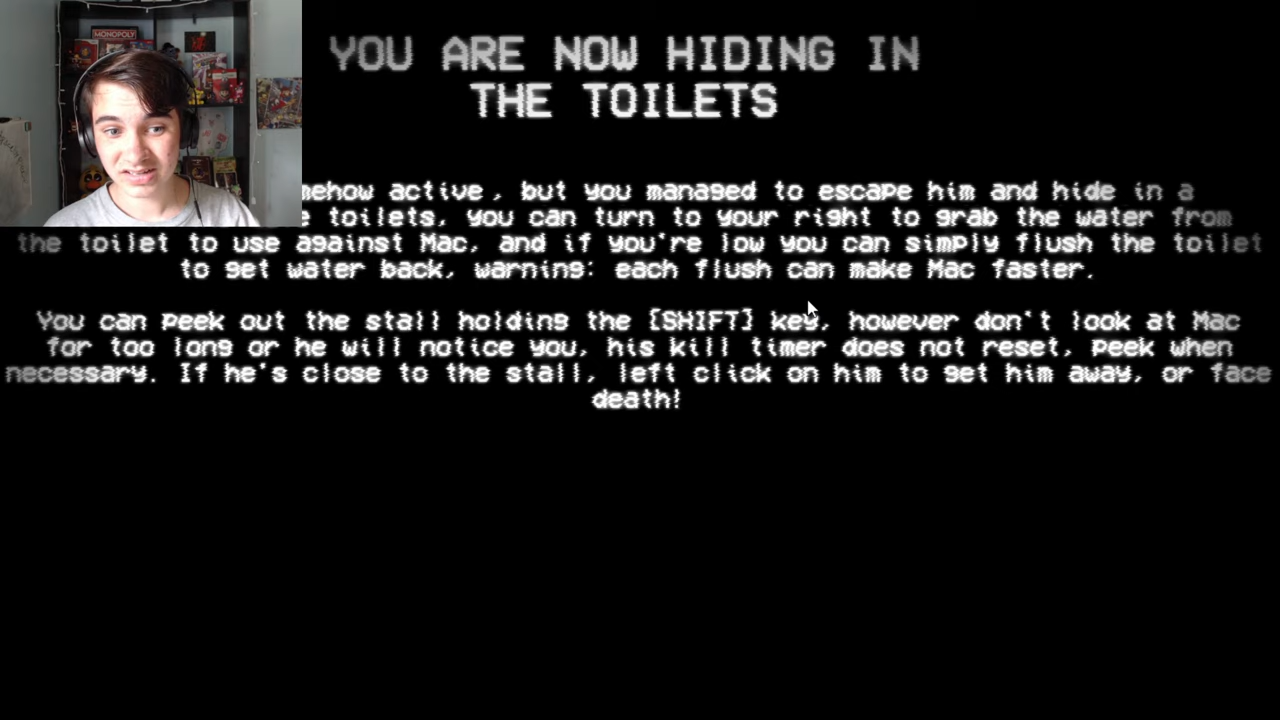 MONOPOLY
YOU ARE NOW HIDING IN
THE TOILETS
mehow active, but you managed to escape him and hide in a
e toilets, you can turn to your right to grab the water from
the toilet to use against Mac, and if you're low you can simply flush the toilet
to get water back, warning: each flush can make Mac faster.
You can peek out the stall holding the [SHIFT] key, however don't look at Mac
for too long or he will notice you, his kill timer does not reset, peek when
necessary. If he's close to the stall, left click on him to get him away, or face
death!